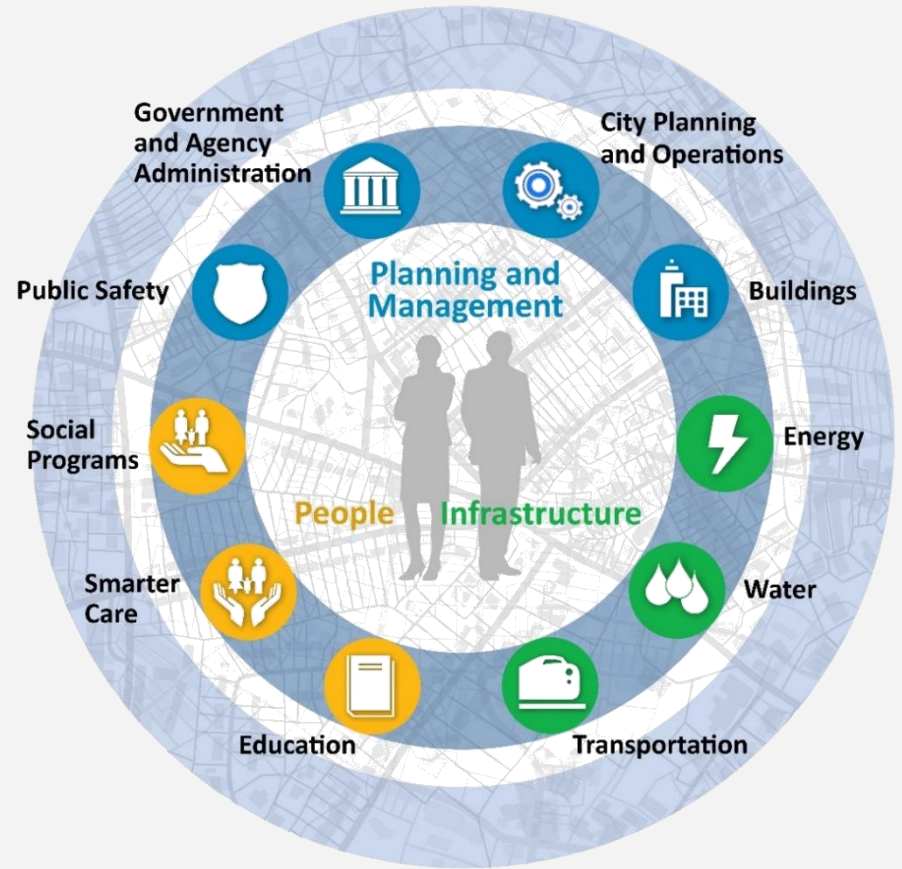 Government
and Agency
Administration
City Planning
and Operations
Public Safety
Planning and
Management
Buildings
Social
Programs
Energy
People
Infrastructure
Smarter
Care
Water
Education
Transportation